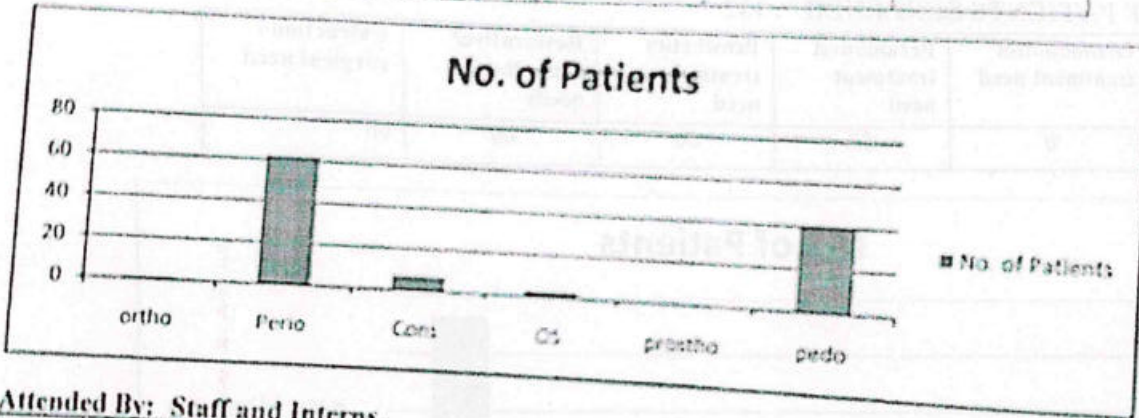 No. of Patients
80
60
40
20
0
ortho Perio Cons OS prostho pedo
No. of Patients
Attended By: Staff and Interns